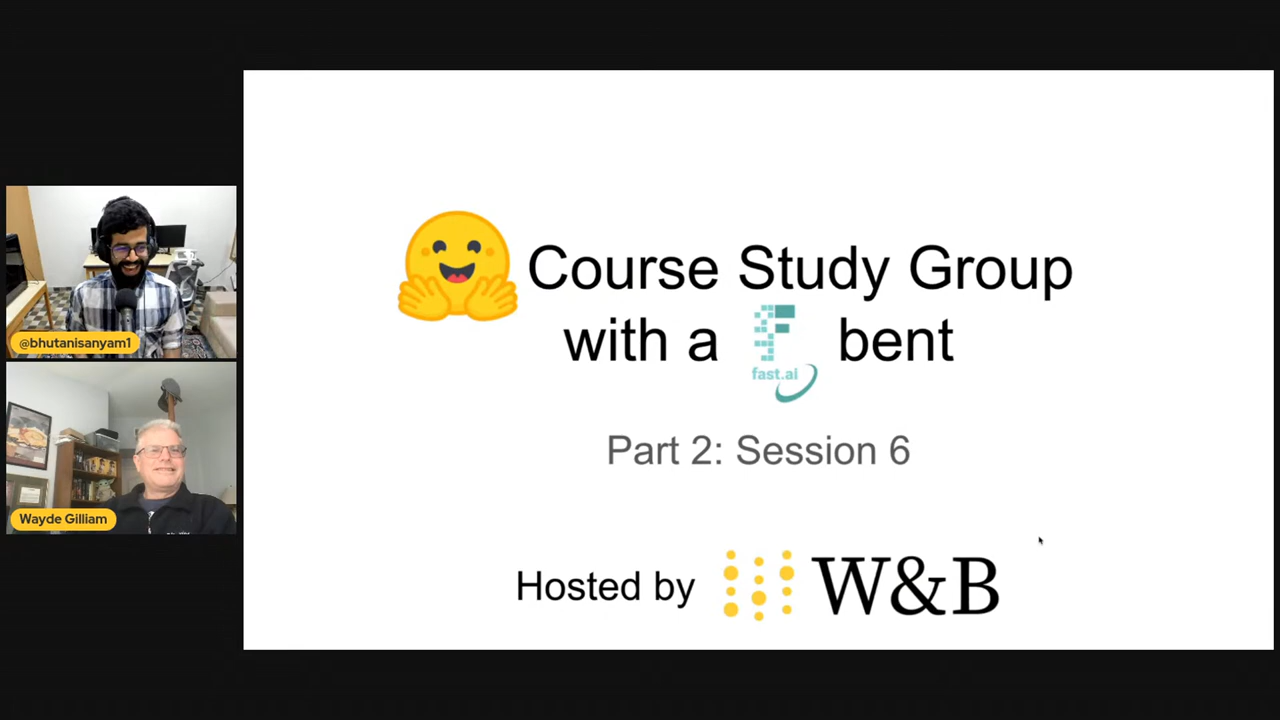 @bhutanisanyam1
Wayde Gilliam
Course Study Group
with a fast.ai bent
Part 2: Session 6
Hosted by W&B